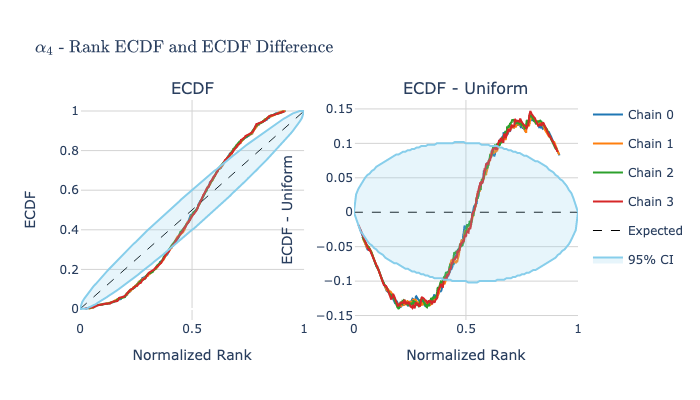 α₄ - Rank ECDF and ECDF Difference
ECDF
ECDF - Uniform
ECDF
1
0.8
0.6
0.4
0.2
0
0
0.5
1
Normalized Rank
ECDF - Uniform
0.15
0.1
0.05
0
−0.05
−0.1
−0.15
0
0.5
1
Normalized Rank
Chain 0
Chain 1
Chain 2
Chain 3
Expected
95% CI